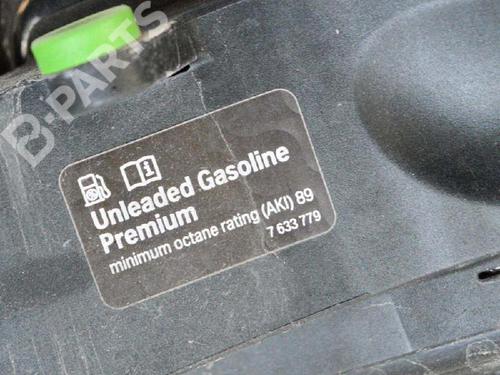 B-PARTS
Unleaded Gasoline
Premium
minimum octane rating (AKI) 89
7 633 779